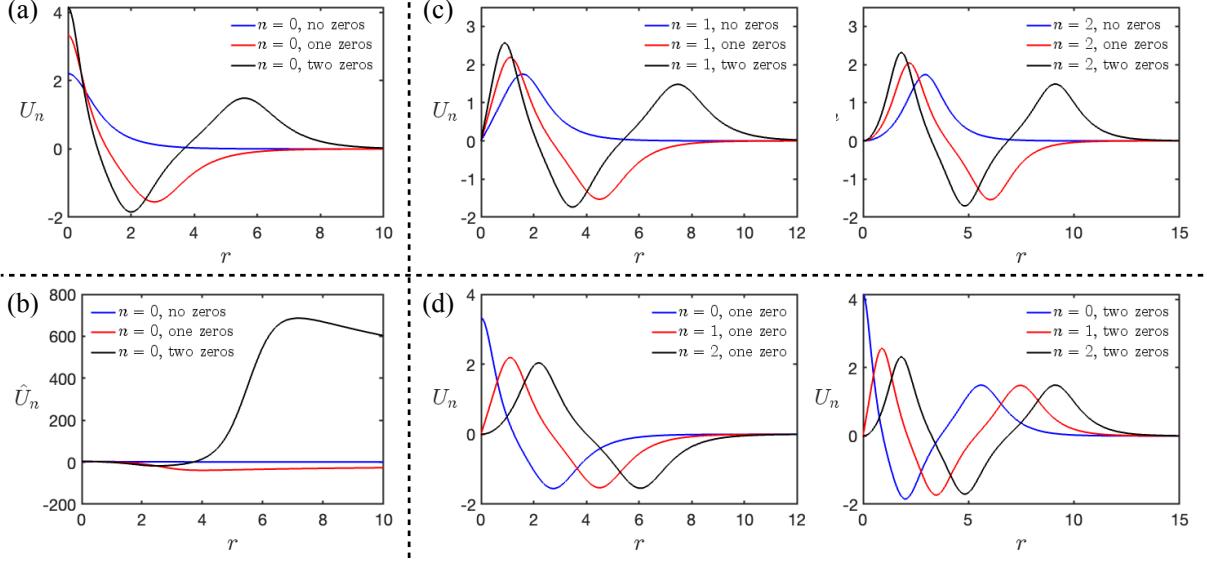 (a)
n = 0, no zeros
n = 0, one zeros
n = 0, two zeros
4
2
0
-2
U_n
0 2 4 6 8 10
r
(c)
n = 1, no zeros
n = 1, one zeros
n = 1, two zeros
3
2
1
0
-1
-2
U_n
0 2 4 6 8 10 12
r
n = 2, no zeros
n = 2, one zeros
n = 2, two zeros
3
2
1
0
-1
-2
0 5 10 15
r
(b)
n = 0, no zeros
n = 0, one zeros
n = 0, two zeros
800
600
400
200
0
-200
Û_n
0 2 4 6 8 10
r
(d)
n = 0, one zero
n = 1, one zero
n = 2, one zero
4
2
0
-2
U_n
0 2 4 6 8 10 12
r
n = 0, two zeros
n = 1, two zeros
n = 2, two zeros
4
2
0
-2
U_n
0 5 10 15
r